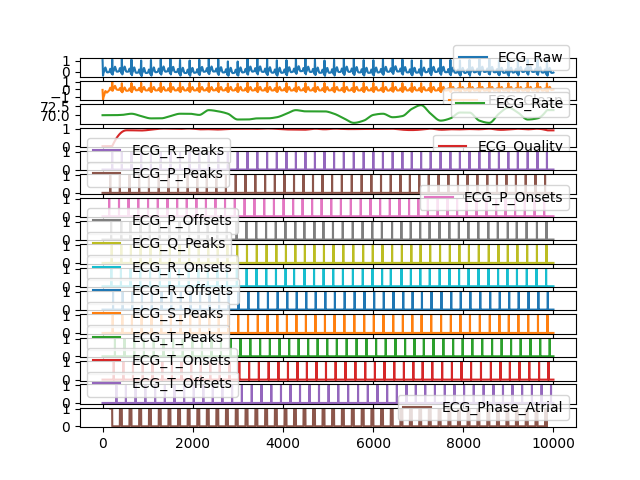 1
0
ECG_Raw
0
−1
72.5
70.0
ECG_Rate
1
0
ECG_Quality
1
0
ECG_R_Peaks
1
0
ECG_P_Peaks
1
0
ECG_P_Onsets
1
0
ECG_P_Offsets
1
0
ECG_Q_Peaks
1
0
ECG_R_Onsets
1
0
ECG_R_Offsets
1
0
ECG_S_Peaks
1
0
ECG_T_Peaks
1
0
ECG_T_Onsets
1
0
ECG_T_Offsets
1
0
ECG_Phase_Atrial
0 2000 4000 6000 8000 10000